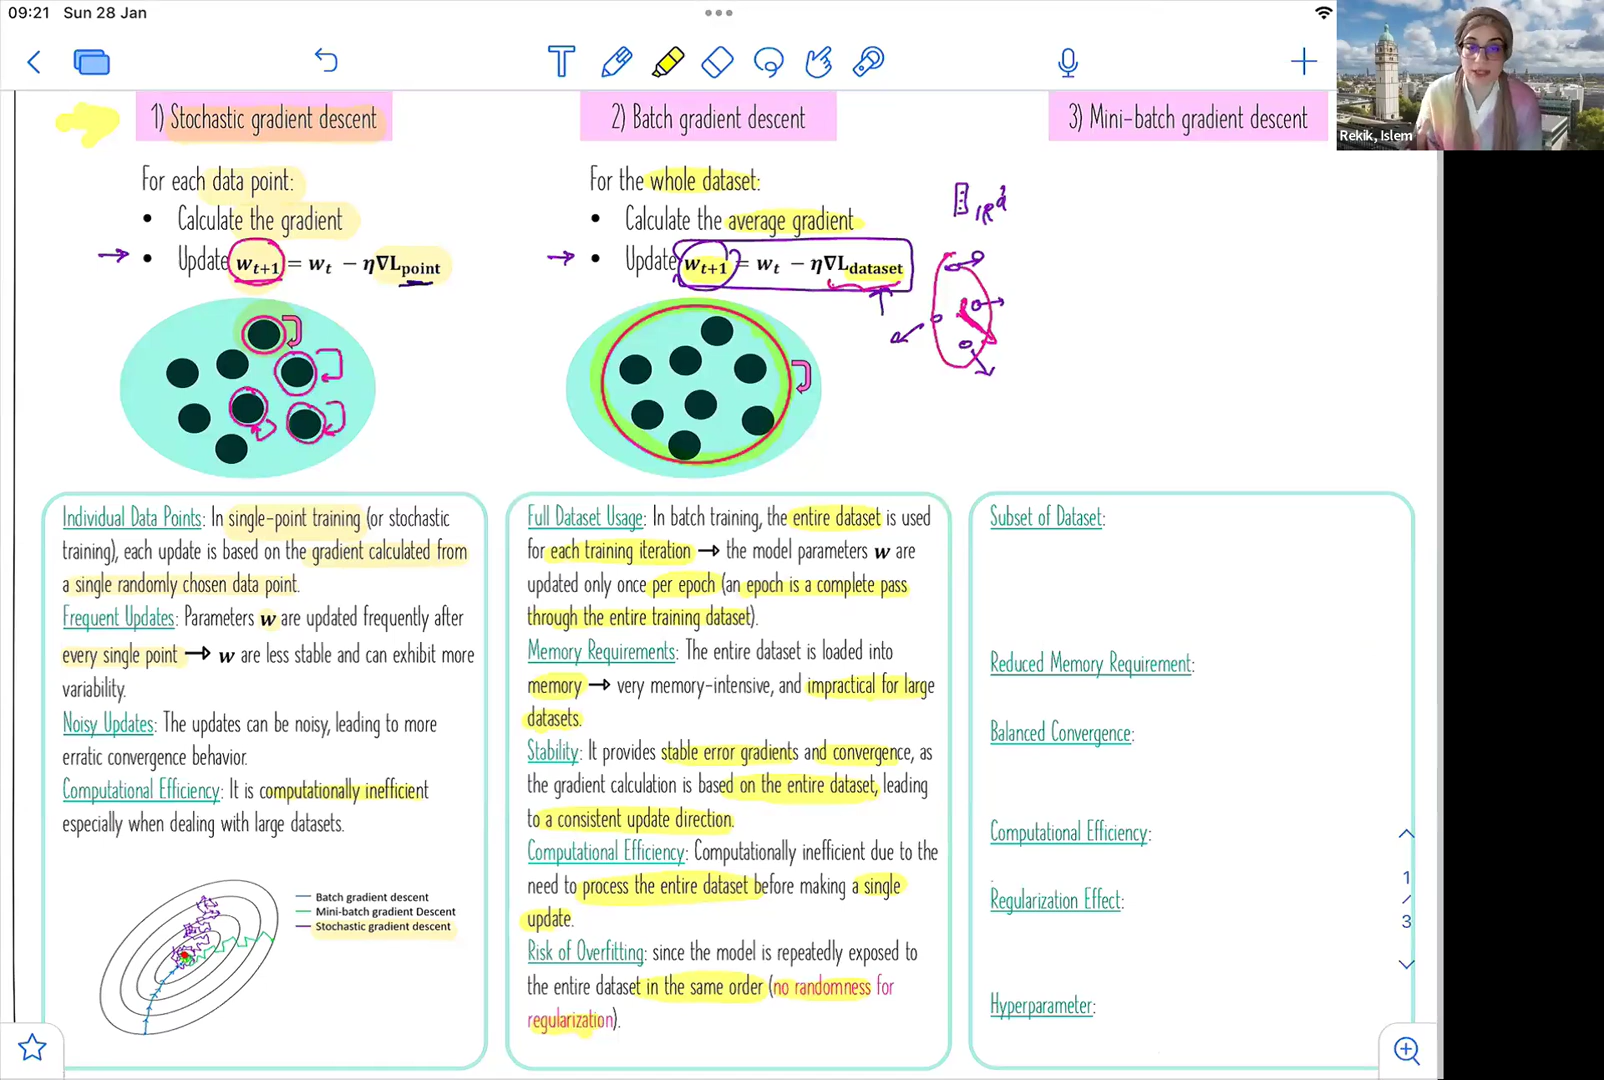 09:21 Sun 28 Jan
Rekik, Islem
1) Stochastic gradient descent
For each data point:
• Calculate the gradient
• Update w_{t+1} = w_t − η∇L_point
Individual Data Points: In single-point training (or stochastic
training), each update is based on the gradient calculated from
a single randomly chosen data point.
Frequent Updates: Parameters w are updated frequently after
every single point → w are less stable and can exhibit more
variability.
Noisy Updates: The updates can be noisy, leading to more
erratic convergence behavior.
Computational Efficiency: It is computationally inefficient
especially when dealing with large datasets.
Batch gradient descent
Mini-batch gradient Descent
Stochastic gradient descent
2) Batch gradient descent
For the whole dataset:
• Calculate the average gradient
• Update w_{t+1} = w_t − η∇L_dataset
Full Dataset Usage: In batch training, the entire dataset is used
for each training iteration → the model parameters w are
updated only once per epoch (an epoch is a complete pass
through the entire training dataset).
Memory Requirements: The entire dataset is loaded into
memory → very memory-intensive, and impractical for large
datasets.
Stability: It provides stable error gradients and convergence, as
the gradient calculation is based on the entire dataset, leading
to a consistent update direction.
Computational Efficiency: Computationally inefficient due to the
need to process the entire dataset before making a single
update.
Risk of Overfitting: since the model is repeatedly exposed to
the entire dataset in the same order (no randomness for
regularization).
3) Mini-batch gradient descent
ℝ^d
Subset of Dataset:
Reduced Memory Requirement:
Balanced Convergence:
Computational Efficiency:
Regularization Effect:
Hyperparameter:
1
/
3